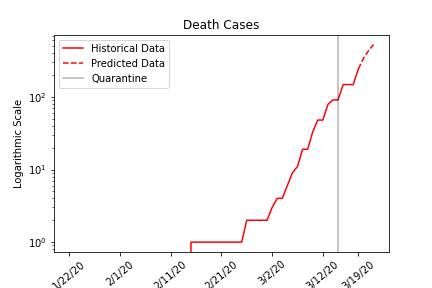 Death Cases
Historical Data
Predicted Data
Quarantine
Logarithmic Scale
10²
10¹
10⁰
1/22/20
2/1/20
2/11/20
2/21/20
3/2/20
3/12/20
3/19/20